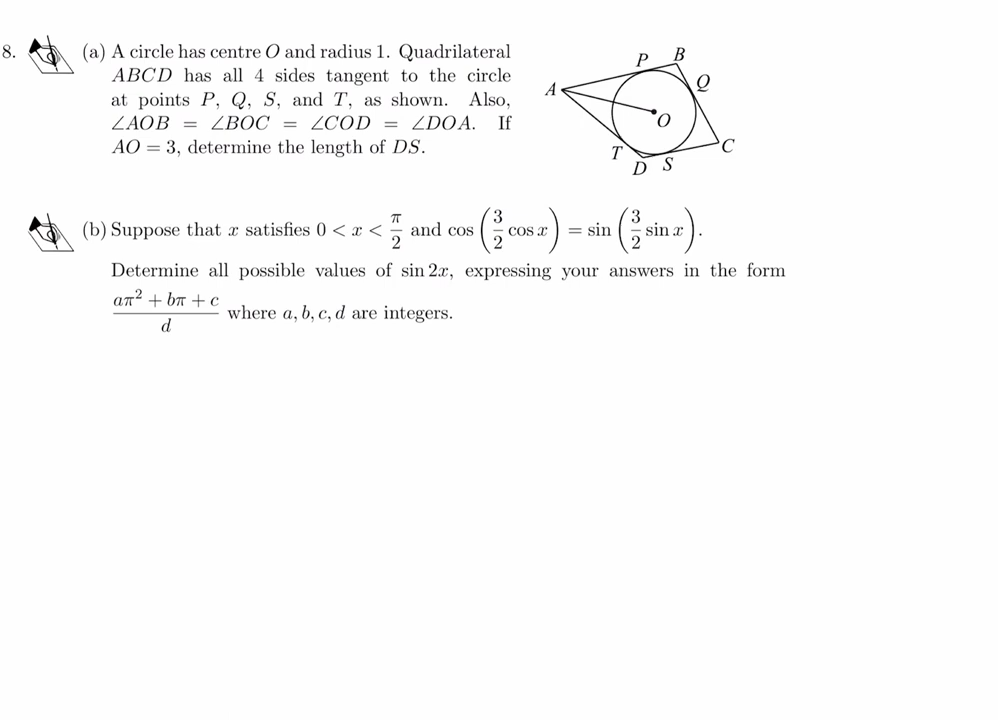 8. (a) A circle has centre O and radius 1. Quadrilateral
ABCD has all 4 sides tangent to the circle
at points P, Q, S, and T, as shown. Also,
∠AOB = ∠BOC = ∠COD = ∠DOA. If
AO = 3, determine the length of DS.
P B
Q
A
O
C
T
D S
(b) Suppose that x satisfies 0 < x < π/2 and cos(3/2 cos x) = sin(3/2 sin x).
Determine all possible values of sin 2x, expressing your answers in the form
(aπ² + bπ + c)/d where a, b, c, d are integers.